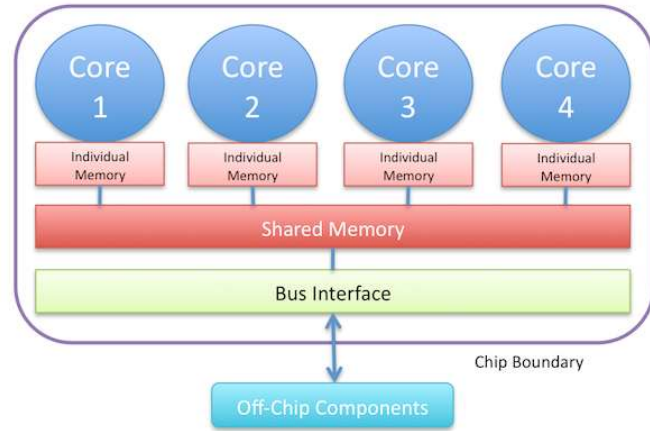 Core
1
Core
2
Core
3
Core
4
Individual
Memory
Individual
Memory
Individual
Memory
Individual
Memory
Shared Memory
Bus Interface
Chip Boundary
Off-Chip Components